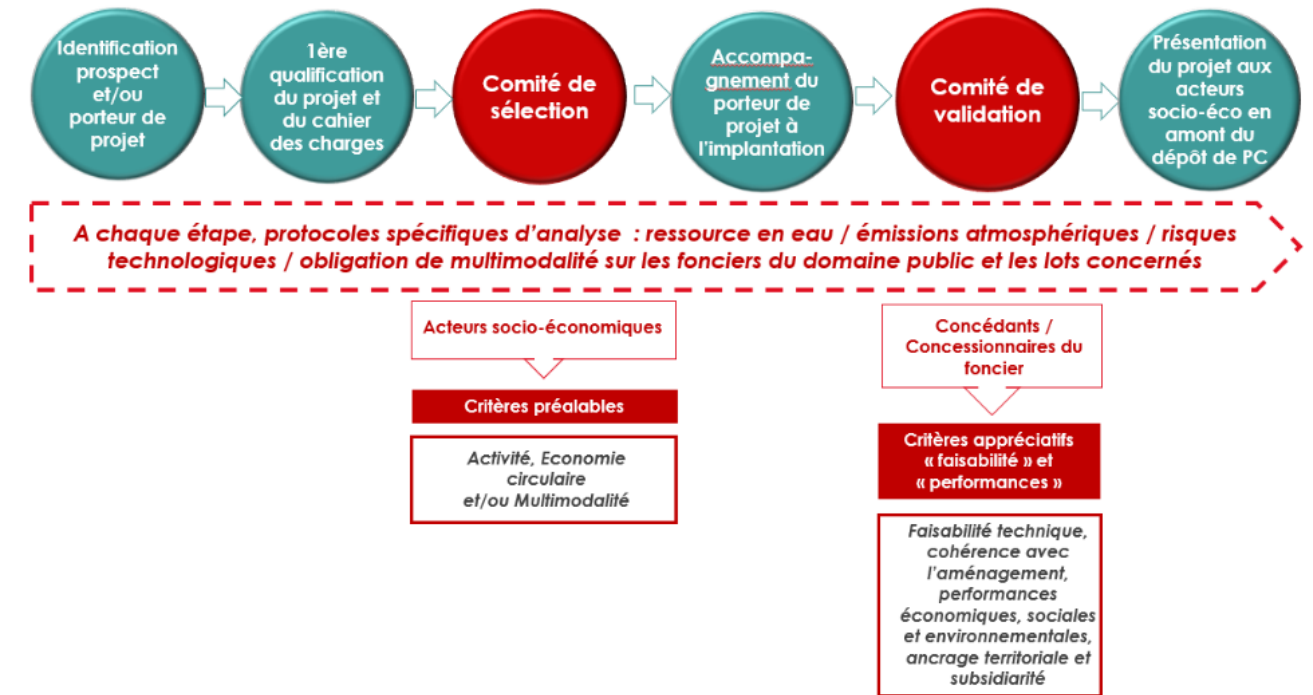 Identification
prospect
et/ou
porteur de
projet
1ère
qualification
du projet et
du cahier
des charges
Comité de
sélection
Accompa-
gnement du
porteur de
projet à
l'implantation
Comité de
validation
Présentation
du projet aux
acteurs
socio-éco en
amont du
dépôt de PC
A chaque étape, protocoles spécifiques d'analyse : ressource en eau / émissions atmosphériques / risques
technologiques / obligation de multimodalité sur les fonciers du domaine public et les lots concernés
Acteurs socio-économiques
Critères préalables
Activité, Economie
circulaire
et/ou Multimodalité
Concédants /
Concessionnaires du
foncier
Critères appréciatifs
« faisabilité » et
« performances »
Faisabilité technique,
cohérence avec
l'aménagement,
performances
économiques, sociales
et environnementales,
ancrage territoriale et
subsidiarité